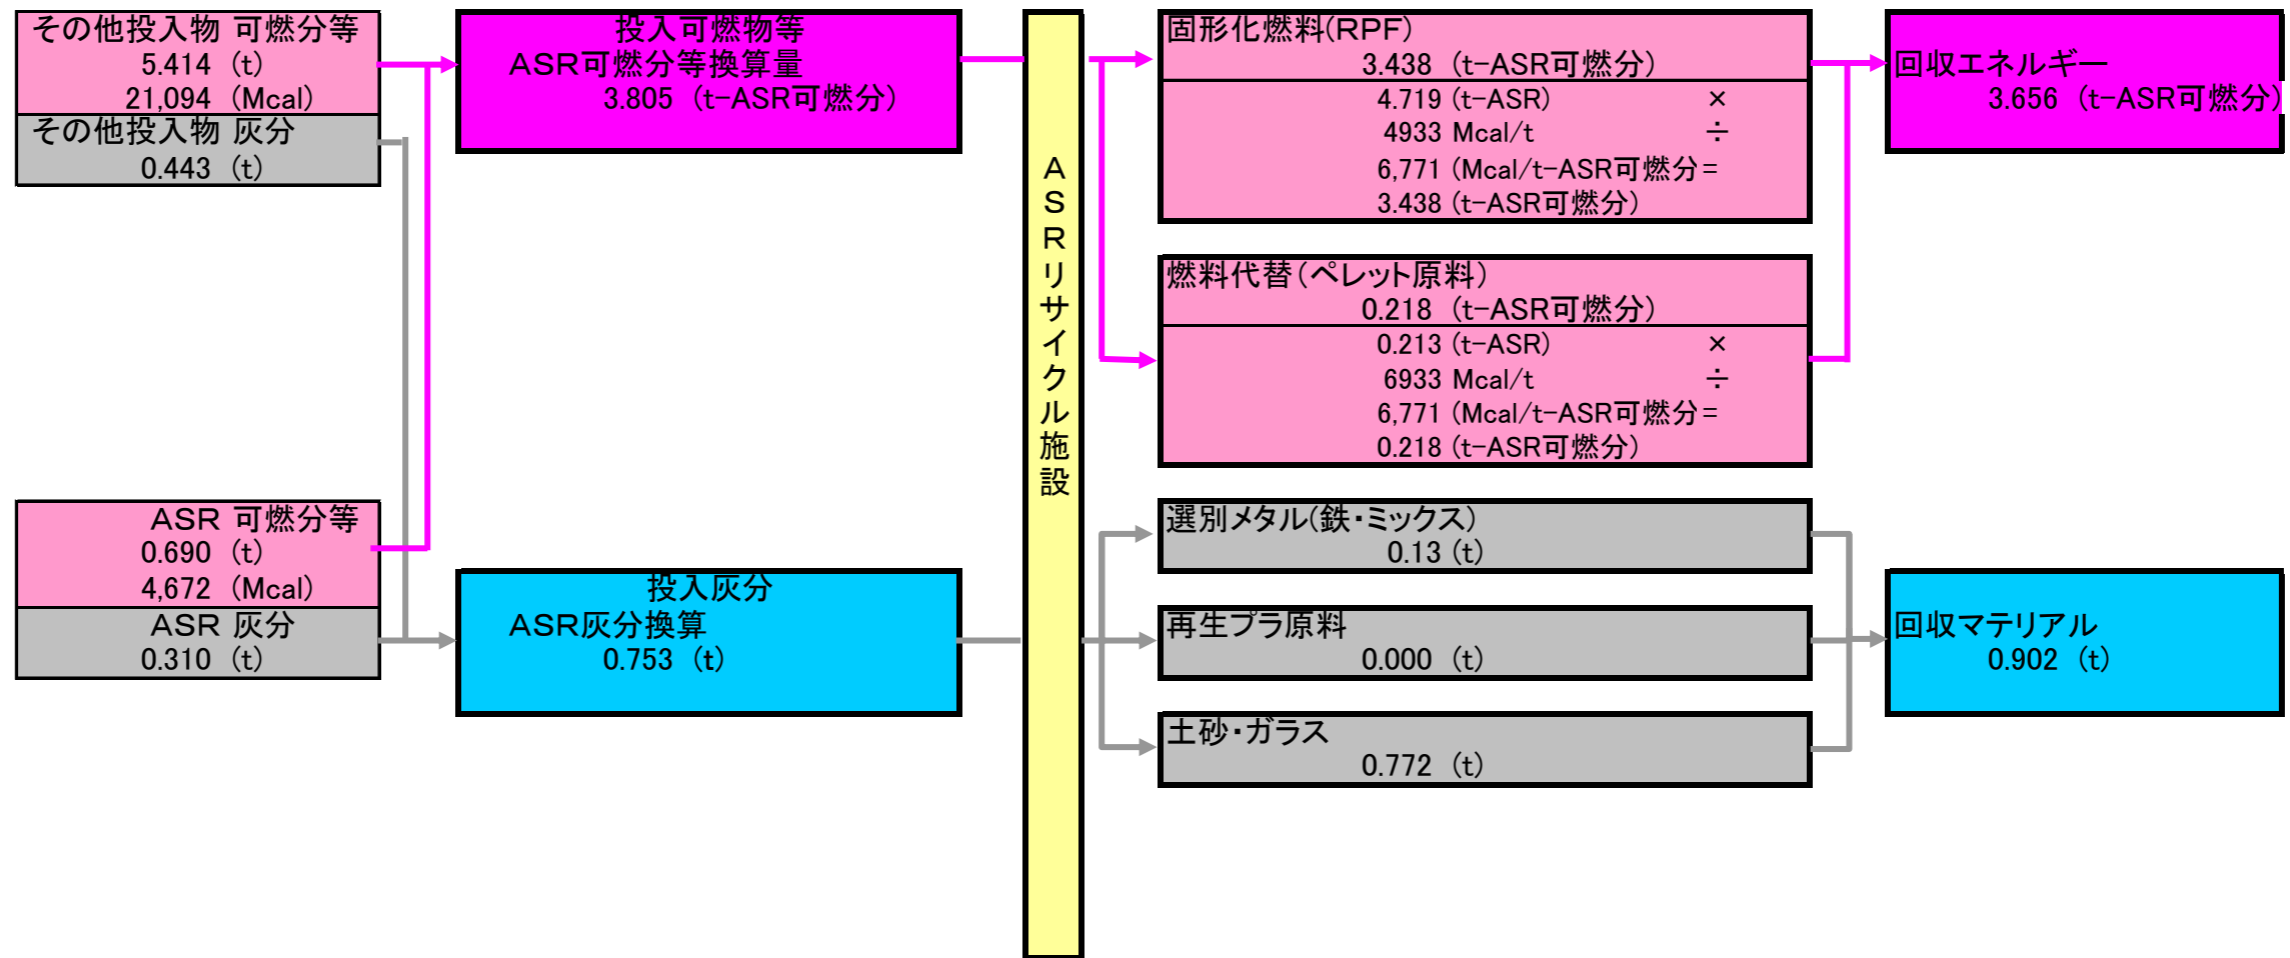 その他投入物 可燃分等
5.414 (t)
21,094 (Mcal)
その他投入物 灰分
0.443 (t)
ASR 可燃分等
0.690 (t)
4,672 (Mcal)
ASR 灰分
0.310 (t)
投入可燃物等
ASR可燃分等換算量
3.805 (t-ASR可燃分)
投入灰分
ASR灰分換算
0.753 (t)
ASRリサイクル施設
固形化燃料(RPF)
3.438 (t-ASR可燃分)
4.719 (t-ASR) ×
4933 Mcal/t ÷
6,771 (Mcal/t-ASR可燃分=
3.438 (t-ASR可燃分)
燃料代替(ペレット原料)
0.218 (t-ASR可燃分)
0.213 (t-ASR) ×
6933 Mcal/t ÷
6,771 (Mcal/t-ASR可燃分=
0.218 (t-ASR可燃分)
選別メタル(鉄・ミックス)
0.13 (t)
再生プラ原料
0.000 (t)
土砂・ガラス
0.772 (t)
回収エネルギー
3.656 (t-ASR可燃分)
回収マテリアル
0.902 (t)